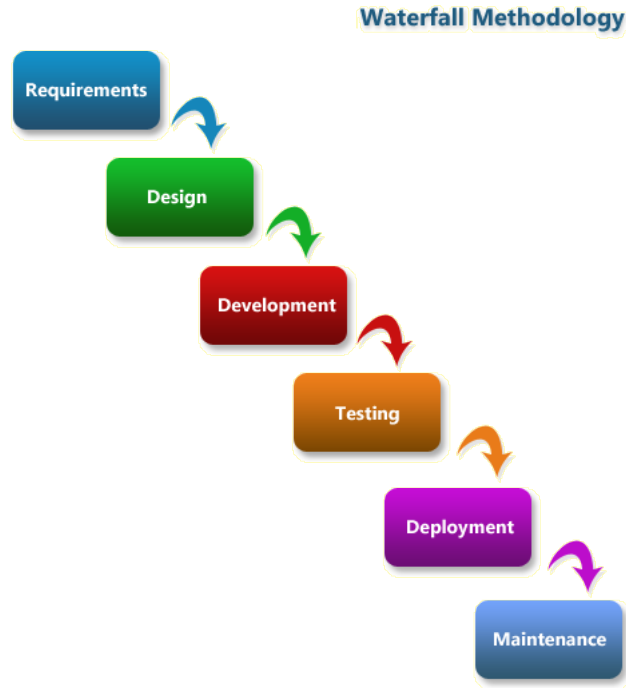 Waterfall Methodology
Requirements
Design
Development
Testing
Deployment
Maintenance